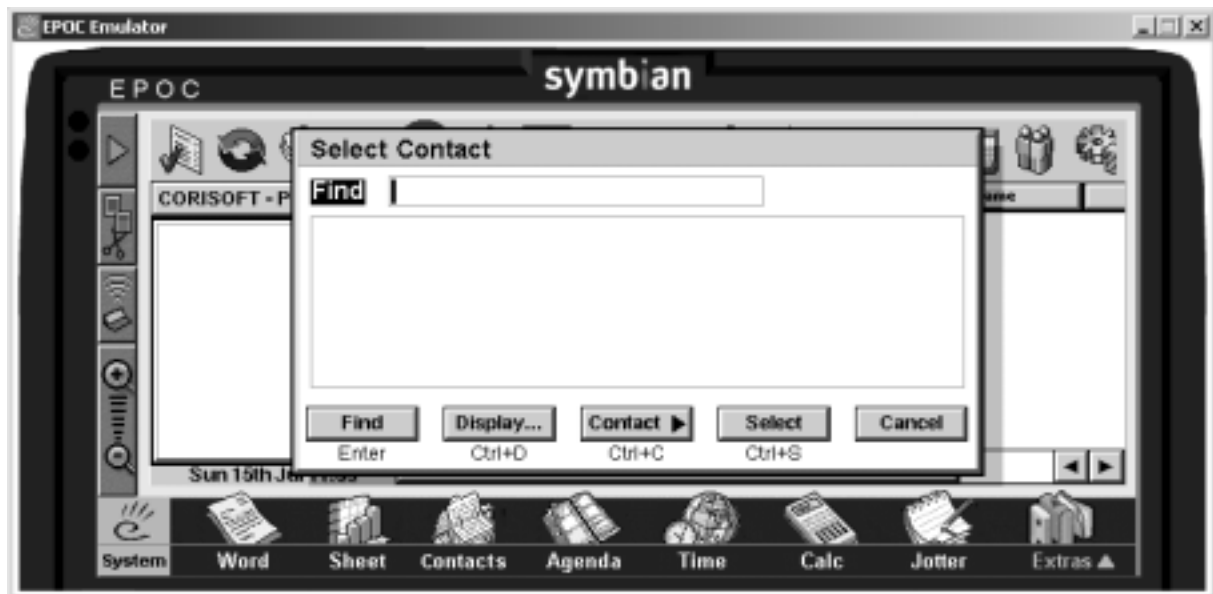 EPOC Emulator
symbian
EPOC
Select Contact
Find
CORISOFT - P
Find Display... Contact ▶ Select Cancel
Enter Ctrl+D Ctrl+C Ctrl+S
Sun 15th
System Word Sheet Contacts Agenda Time Calc Jotter Extras ▲